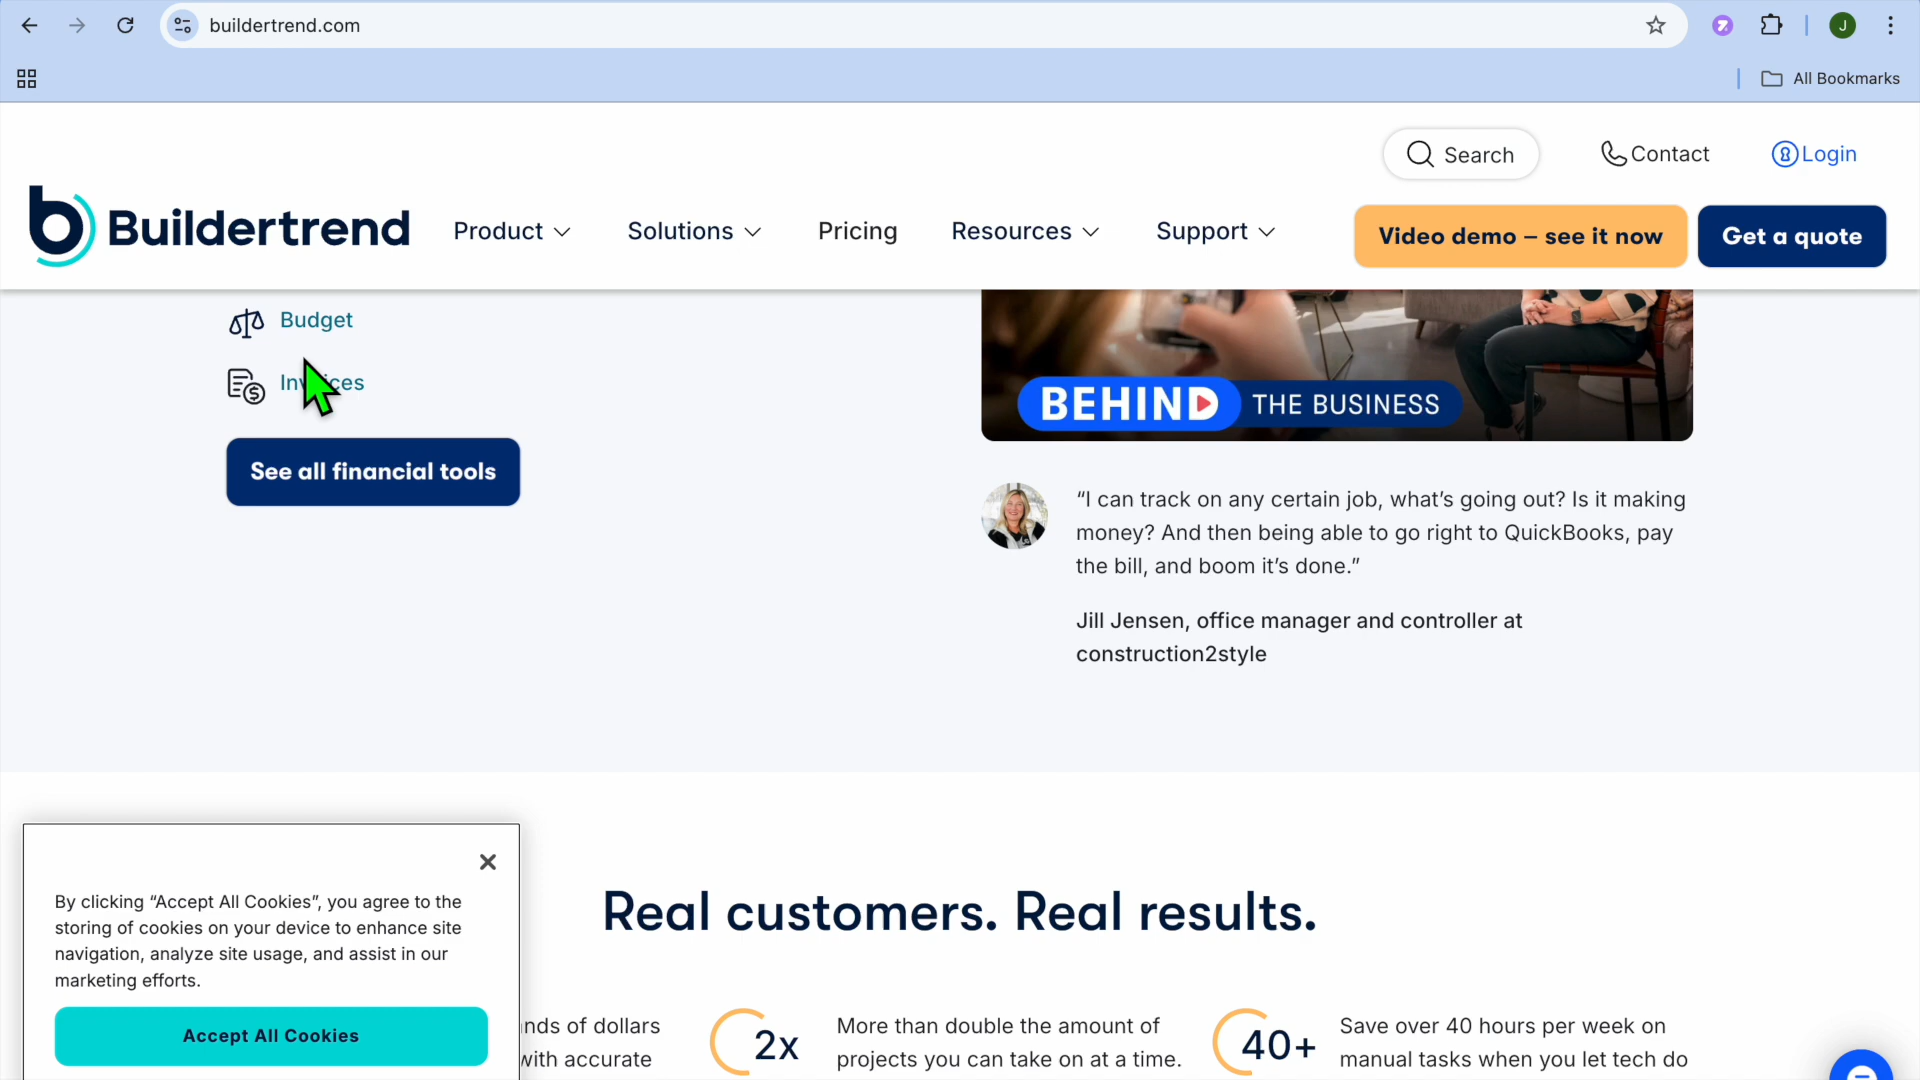 buildertrend.com
J
All Bookmarks
Search
Contact
Login
Buildertrend
Product
Solutions
Pricing
Resources
Support
Video demo – see it now
Get a quote
Budget
Invoices
See all financial tools
BEHIND THE BUSINESS
“I can track on any certain job, what’s going out? Is it making
money? And then being able to go right to QuickBooks, pay
the bill, and boom it’s done.”
Jill Jensen, office manager and controller at
construction2style
By clicking “Accept All Cookies”, you agree to the
storing of cookies on your device to enhance site
navigation, analyze site usage, and assist in our
marketing efforts.
Accept All Cookies
Real customers. Real results.
of dollars
with accurate
2x
More than double the amount of
projects you can take on at a time.
40+
Save over 40 hours per week on
manual tasks when you let tech do